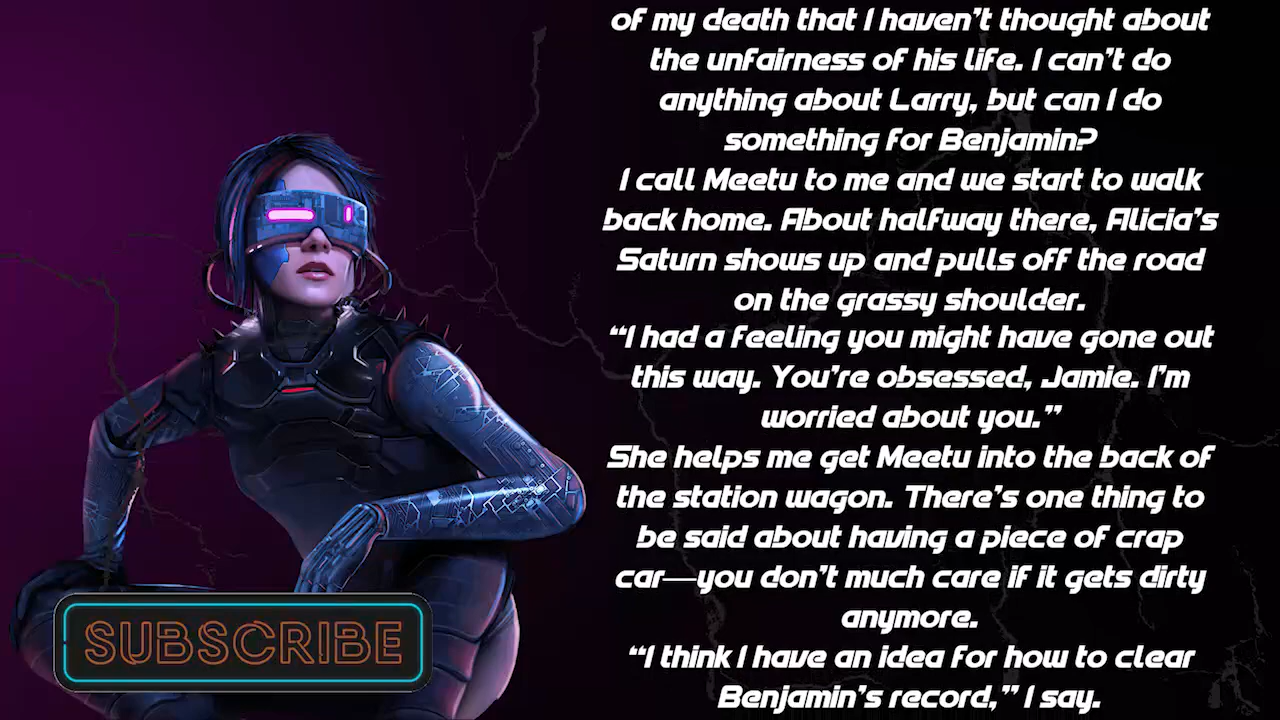 of my death that I haven't thought about
the unfairness of his life. I can't do
anything about Larry, but can I do
something for Benjamin?
I call Meetu to me and we start to walk
back home. About halfway there, Alicia's
Saturn shows up and pulls off the road
on the grassy shoulder.
“I had a feeling you might have gone out
this way. You're obsessed, Jamie. I'm
worried about you.”
She helps me get Meetu into the back of
the station wagon. There's one thing to
be said about having a piece of crap
car—you don't much care if it gets dirty
anymore.
“I think I have an idea for how to clear
Benjamin's record,” I say.
SUBSCRIBE